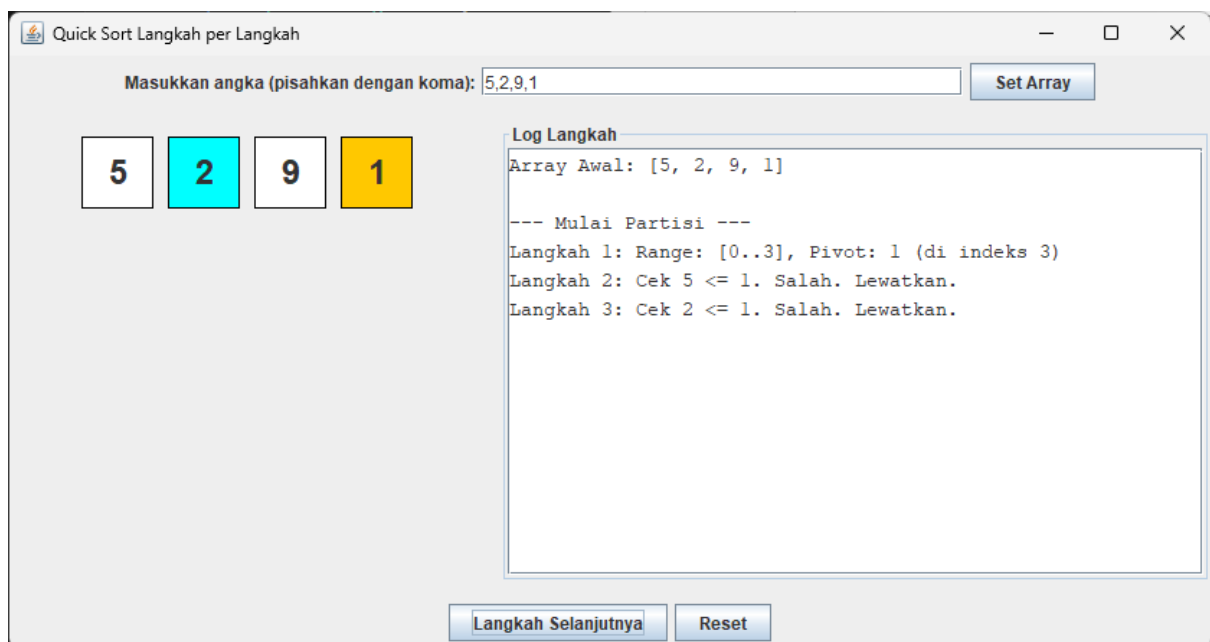 Quick Sort Langkah per Langkah
Masukkan angka (pisahkan dengan koma): 5,2,9,1 Set Array
5 2 9 1
Log Langkah
Array Awal: [5, 2, 9, 1]
--- Mulai Partisi ---
Langkah 1: Range: [0..3], Pivot: 1 (di indeks 3)
Langkah 2: Cek 5 <= 1. Salah. Lewatkan.
Langkah 3: Cek 2 <= 1. Salah. Lewatkan.
Langkah Selanjutnya Reset